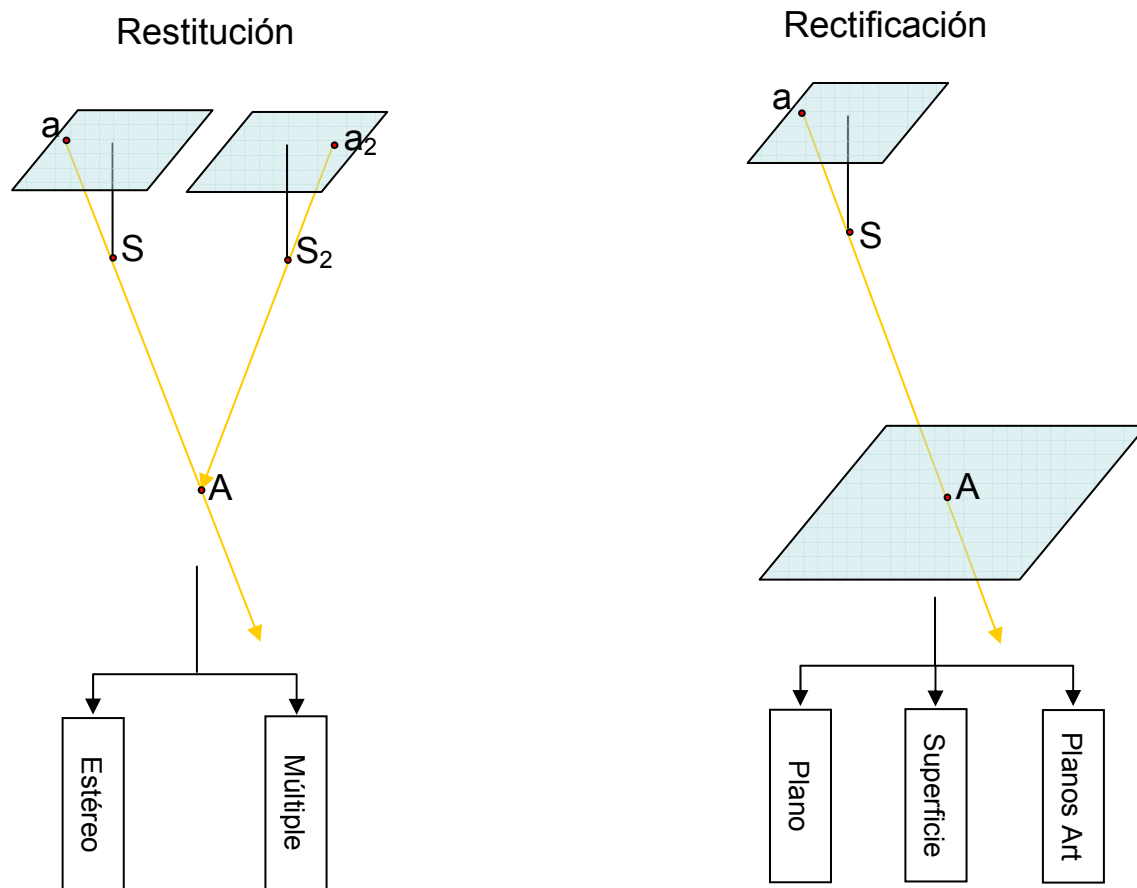 Restitución
a
a₂
S
S₂
A
Estéreo
Múltiple
Rectificación
a
S
A
Plano
Superficie
Planos Art